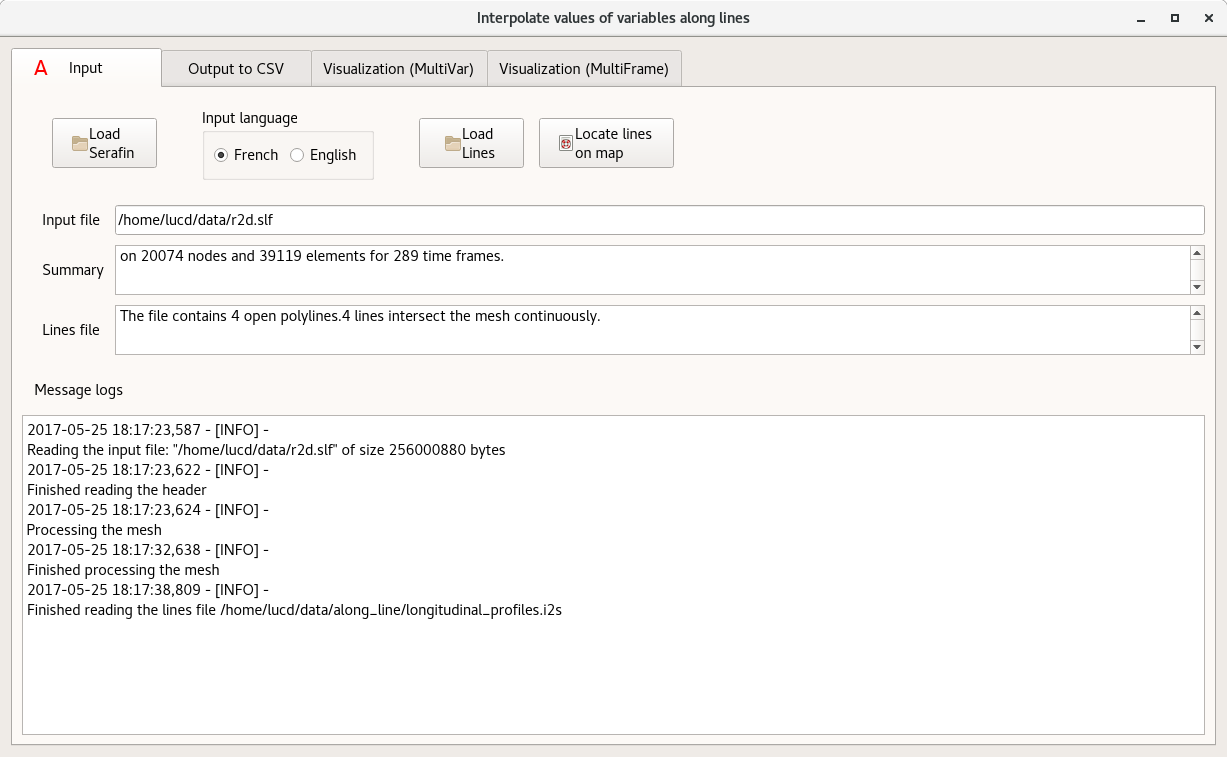 Interpolate values of variables along lines
A Input Output to CSV Visualization (MultiVar) Visualization (MultiFrame)
Load Serafin
Input language
French English
Load Lines
Locate lines on map
Input file /home/lucd/data/r2d.slf
Summary on 20074 nodes and 39119 elements for 289 time frames.
Lines file The file contains 4 open polylines.4 lines intersect the mesh continuously.
Message logs
2017-05-25 18:17:23,587 - [INFO] -
Reading the input file: "/home/lucd/data/r2d.slf" of size 256000880 bytes
2017-05-25 18:17:23,622 - [INFO] -
Finished reading the header
2017-05-25 18:17:23,624 - [INFO] -
Processing the mesh
2017-05-25 18:17:32,638 - [INFO] -
Finished processing the mesh
2017-05-25 18:17:38,809 - [INFO] -
Finished reading the lines file /home/lucd/data/along_line/longitudinal_profiles.i2s